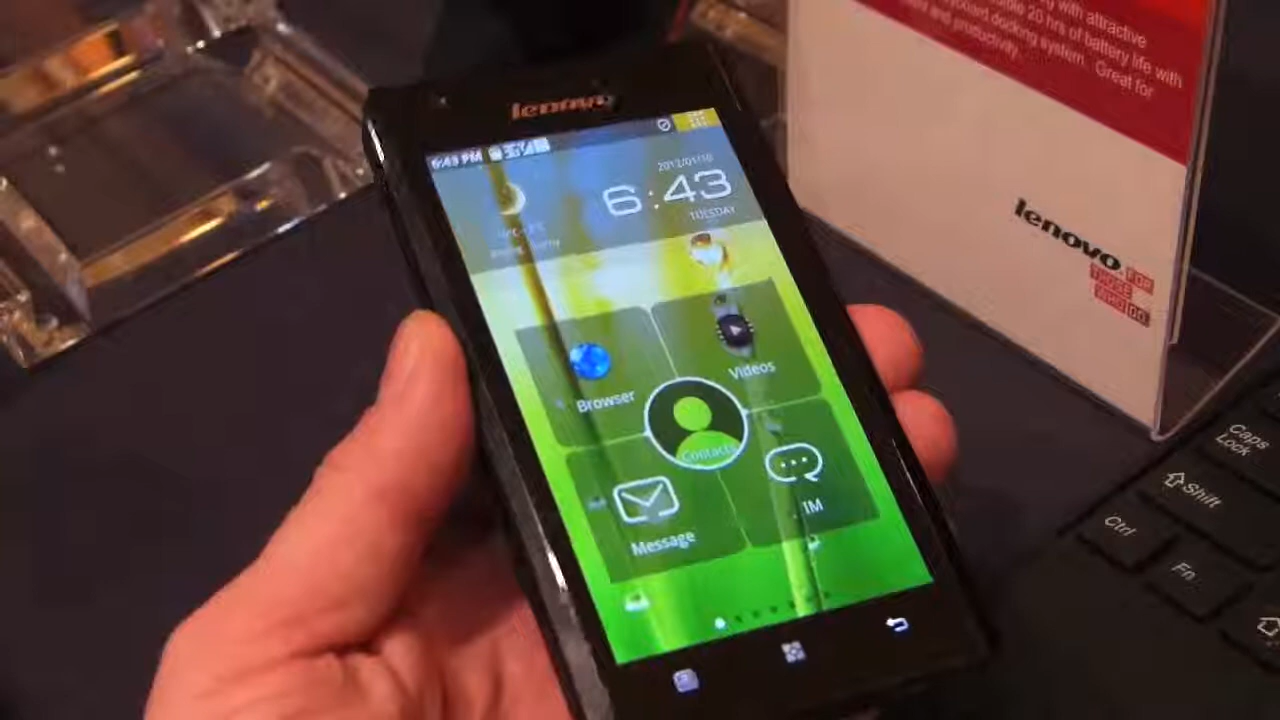 lenovo
6:43 PM
3G
2012/01/10
6:43
TUESDAY
Browser
Videos
Contacts
Message
IM
with attractive
20 hrs of battery life with
docking system. Great for
and productivity.
lenovo
FOR
THOSE
WHO DO
Caps
Lock
Shift
Ctrl
Fn